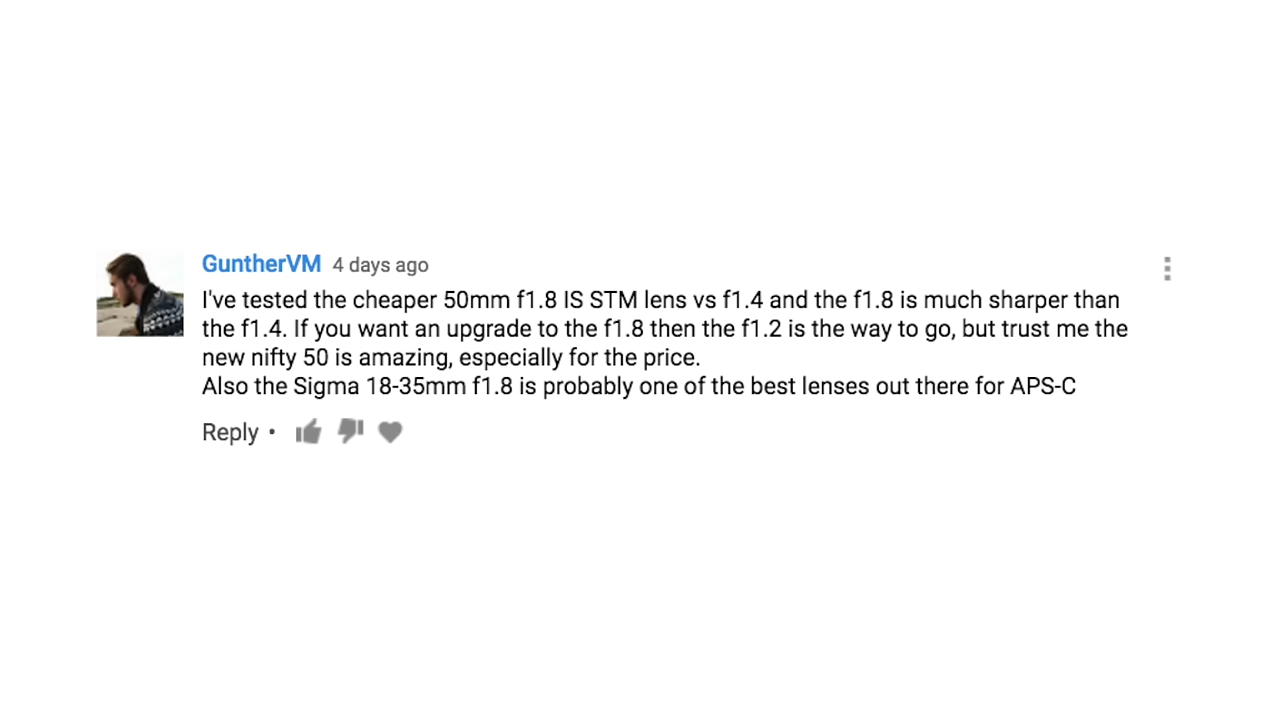 GuntherVM 4 days ago
I've tested the cheaper 50mm f1.8 IS STM lens vs f1.4 and the f1.8 is much sharper than
the f1.4. If you want an upgrade to the f1.8 then the f1.2 is the way to go, but trust me the
new nifty 50 is amazing, especially for the price.
Also the Sigma 18-35mm f1.8 is probably one of the best lenses out there for APS-C
Reply •